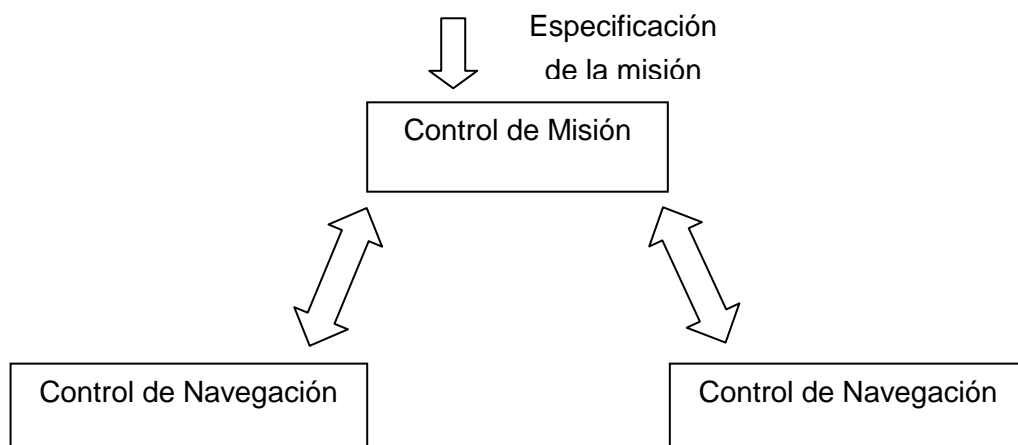 Especificación
de la misión
Control de Misión
Control de Navegación
Control de Navegación